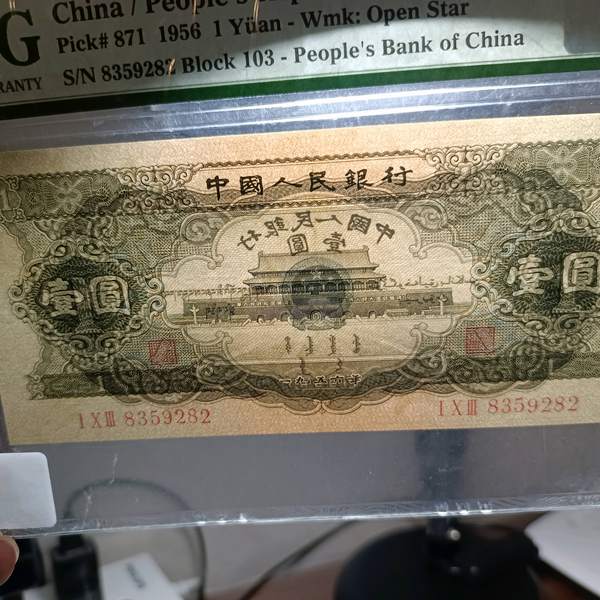 G China / People's
Pick# 871 1956 1 Yüan - Wmk: Open Star
RANTY S/N 8359282 Block 103 - People's Bank of China
中國人民銀行
中國人民銀行
壹圓
壹圓 壹圓
一九五六年
I X III 8359282 I X III 8359282